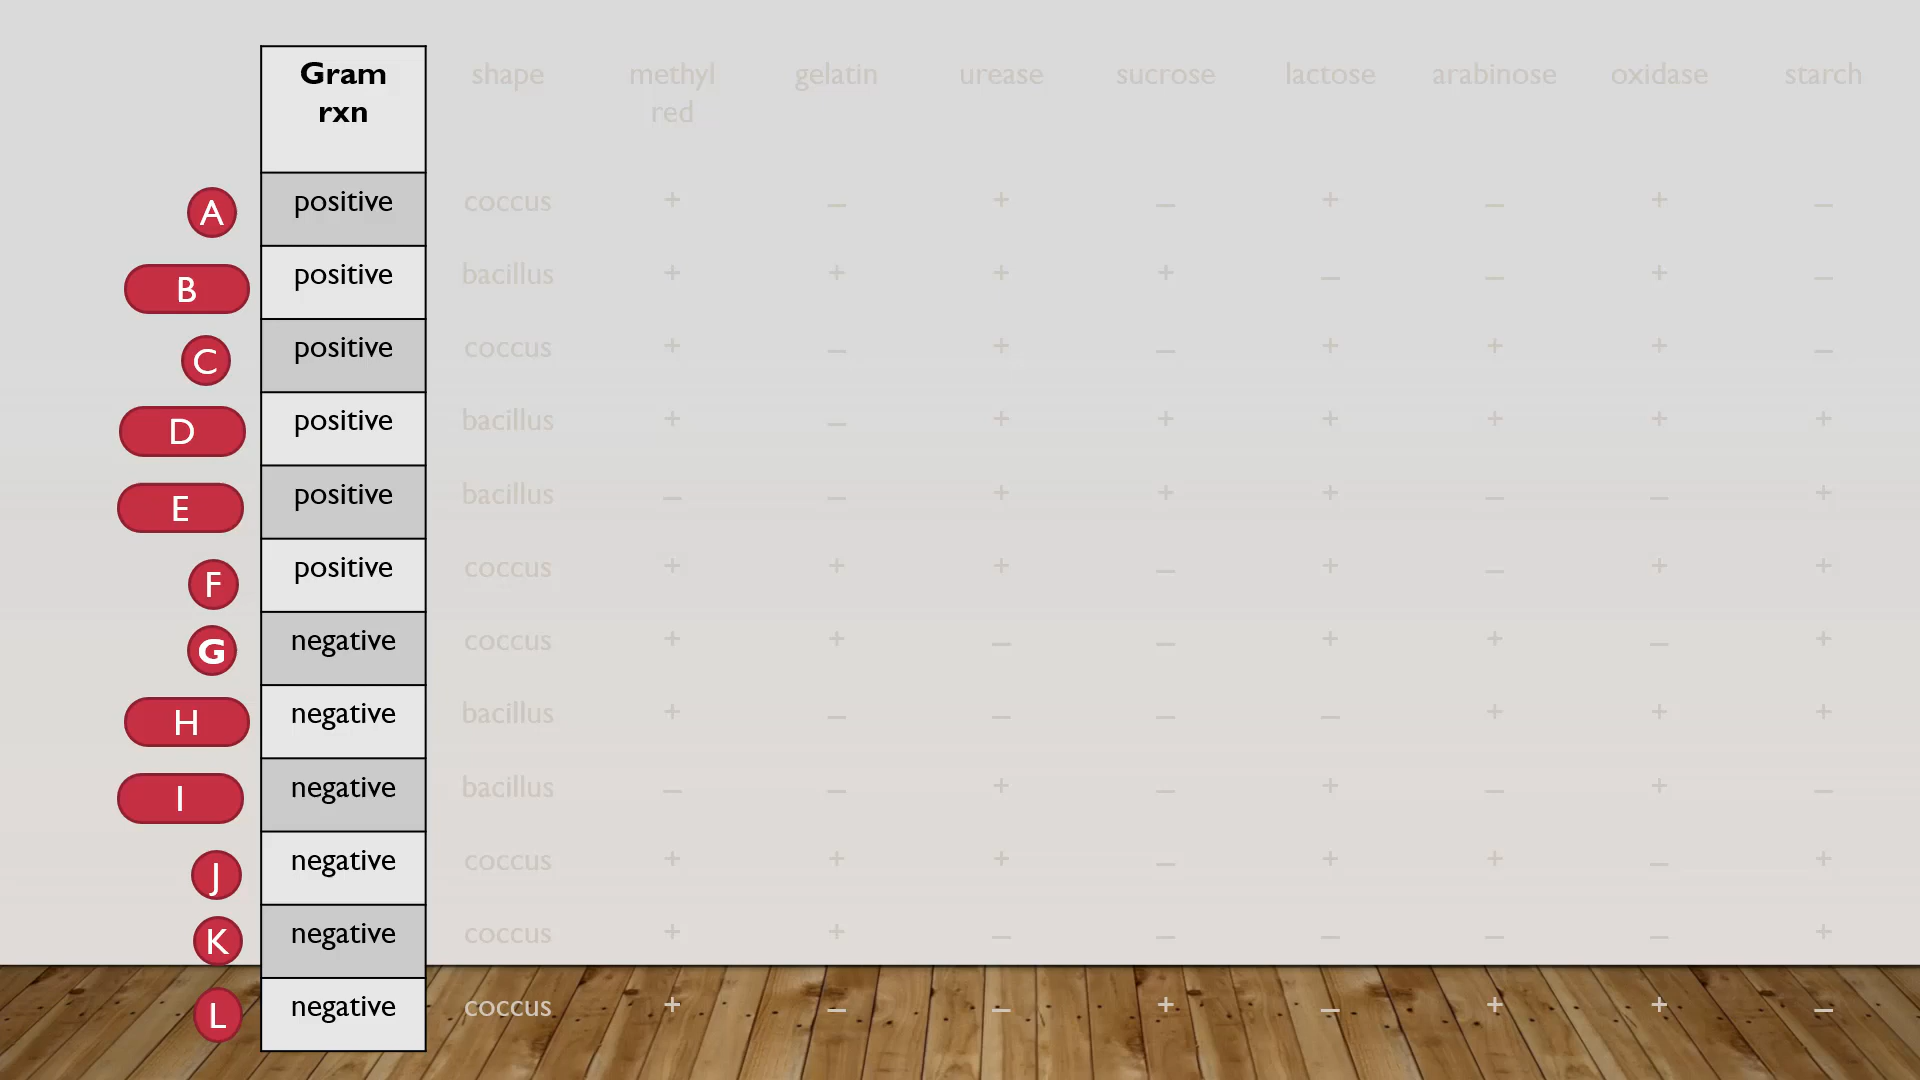 Gram rxn shape methyl red gelatin urease sucrose lactose arabinose oxidase starch
A positive coccus + – + – + – + –
B positive bacillus + + + + – – + –
C positive coccus + – + – + + + –
D positive bacillus + – + + + + + +
E positive bacillus – – + + + – – +
F positive coccus + + + – + – + +
G negative coccus + + – – + + – +
H negative bacillus + – – – – + + +
I negative bacillus – – + – + – + –
J negative coccus + + + – + + – +
K negative coccus + + – – – – – +
L negative coccus + – – + – + + –